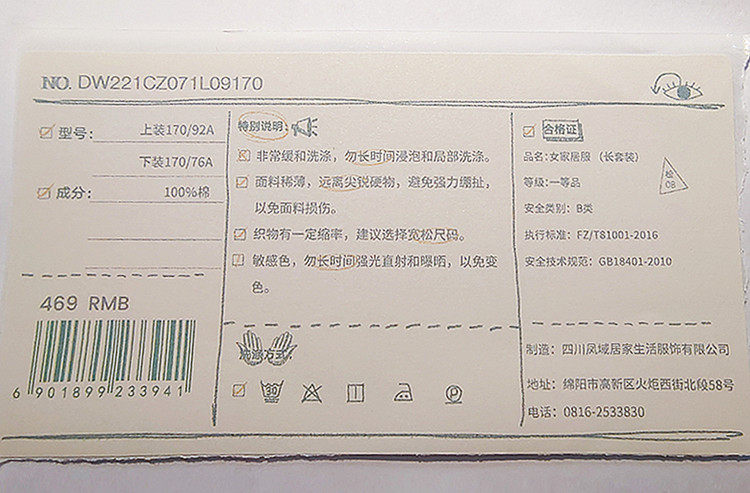 NO. DW221CZ071L09170
型号:
上装170/92A
下装170/76A
成分:
100%棉
469 RMB
6 901899 233941
特别说明:
非常缓和洗涤，勿长时间浸泡和局部洗涤。
面料稀薄，远离尖锐硬物，避免强力绷扯，
以免面料损伤。
织物有一定缩率，建议选择宽松尺码。
敏感色，勿长时间强光直射和曝晒，以免变
色。
洗涤方式:
30
P
合格证
品名: 女家居服（长套装）
等级: 一等品
安全类别: B类
执行标准: FZ/T81001-2016
安全技术规范: GB18401-2010
检
08
制造: 四川凤域居家生活服饰有限公司
地址: 绵阳市高新区火炬西街北段58号
电话: 0816-2533830